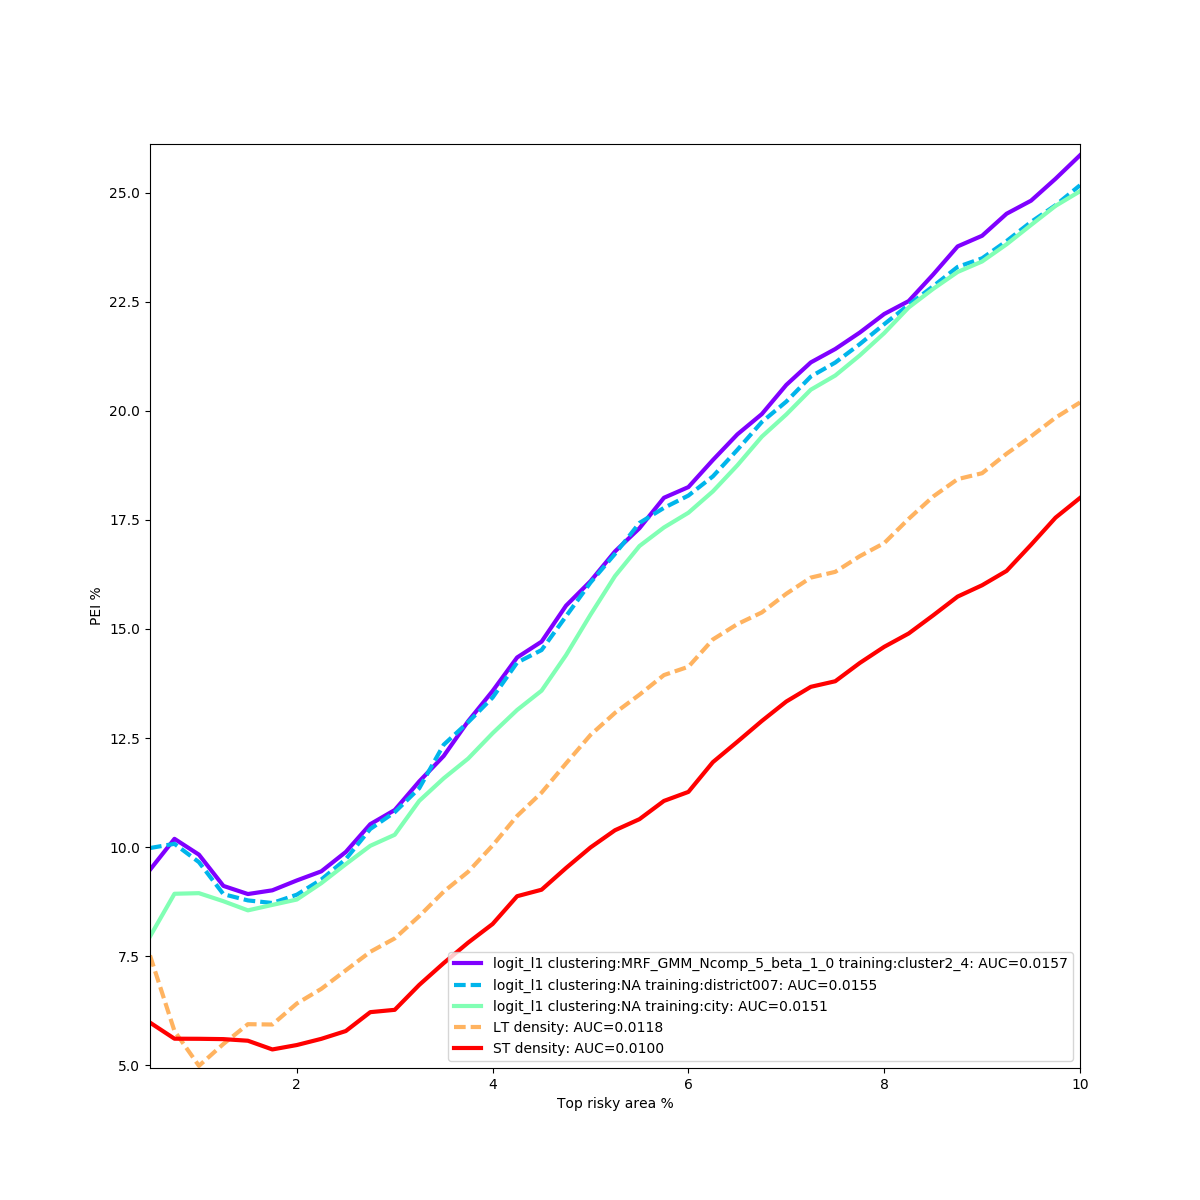 25.0
22.5
20.0
17.5
15.0
12.5
10.0
7.5
5.0
PEI %
logit_l1 clustering:MRF_GMM_Ncomp_5_beta_1_0 training:cluster2_4: AUC=0.0157
logit_l1 clustering:NA training:district007: AUC=0.0155
logit_l1 clustering:NA training:city: AUC=0.0151
LT density: AUC=0.0118
ST density: AUC=0.0100
2 4 6 8 10
Top risky area %